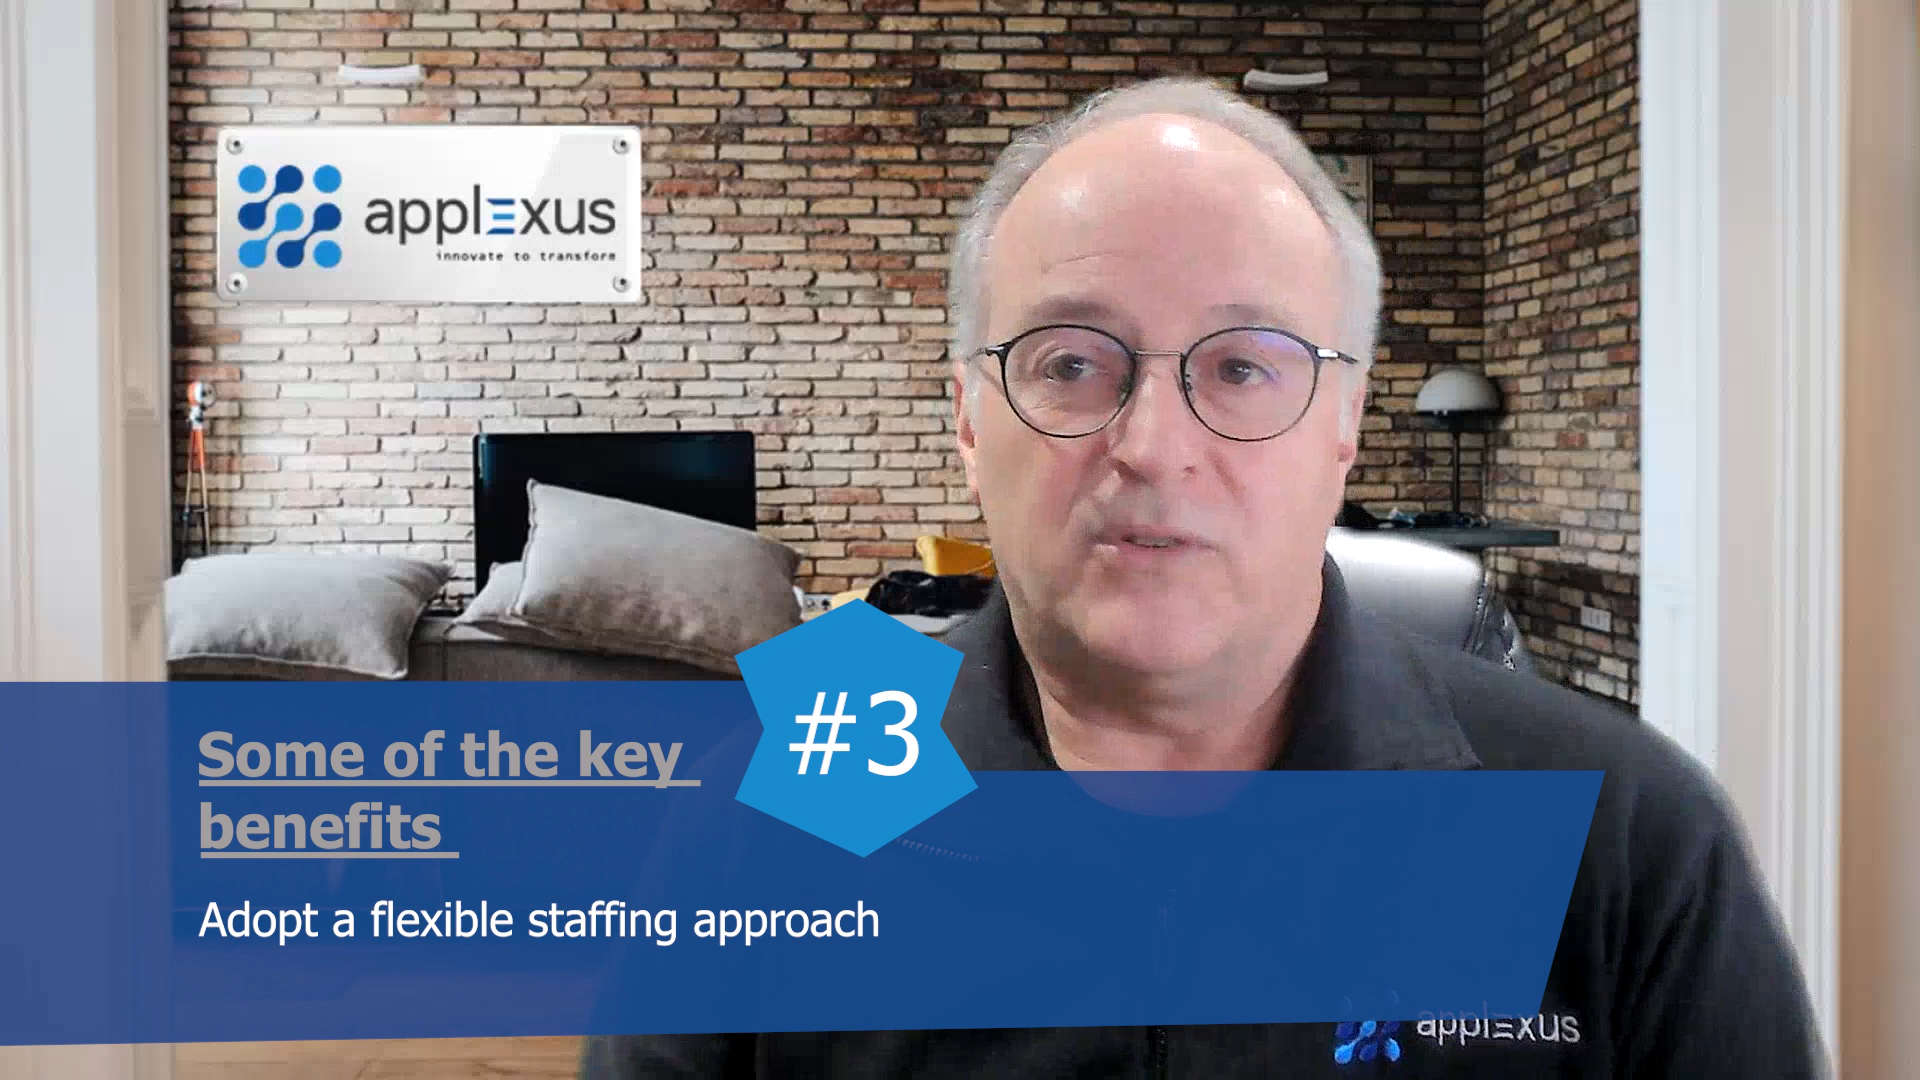 applexus
innovate to transform
#3
Some of the key
benefits
Adopt a flexible staffing approach
applexus